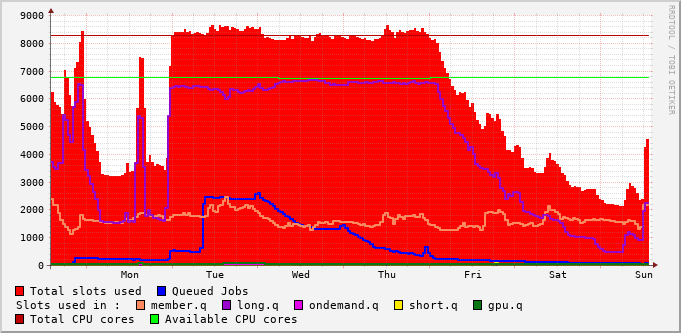 9000
8000
7000
6000
5000
4000
3000
2000
1000
0
Mon Tue Wed Thu Fri Sat Sun
RRDTOOL / TOBI OETIKER
Total slots used Queued Jobs
Slots used in : member.q long.q ondemand.q short.q gpu.q
Total CPU cores Available CPU cores